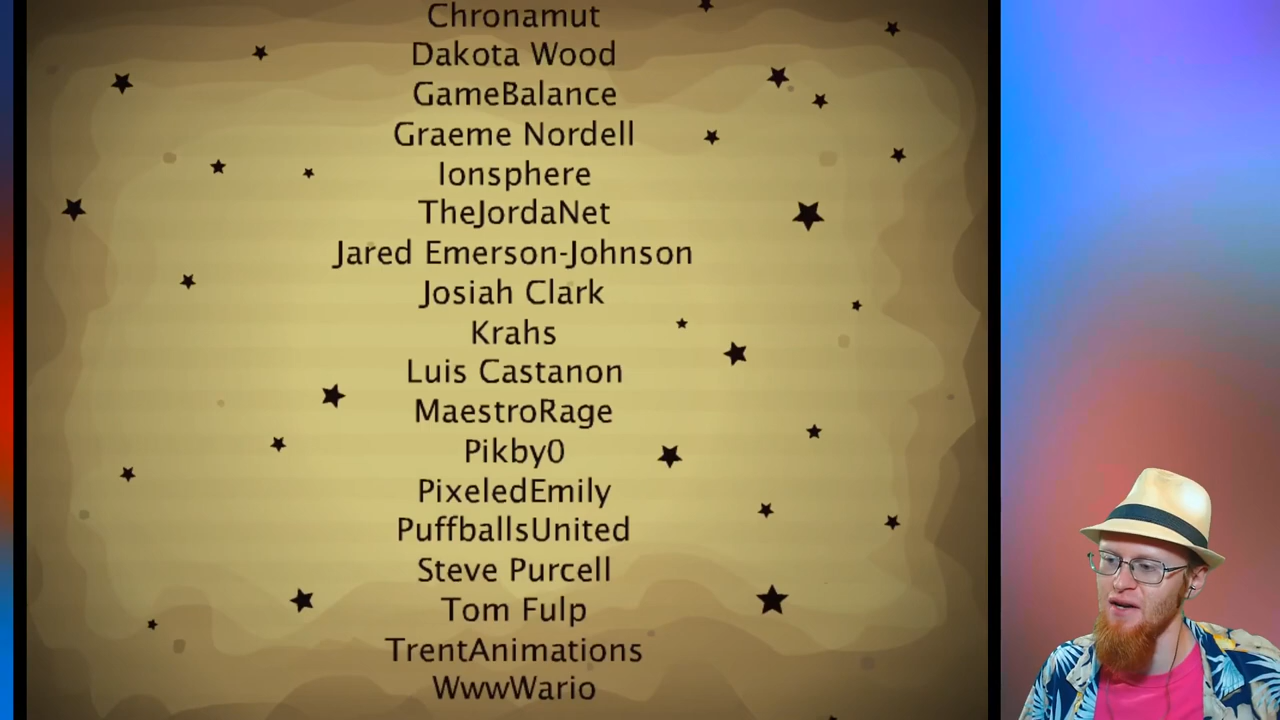 Chronamut
Dakota Wood
GameBalance
Graeme Nordell
Ionsphere
TheJordaNet
Jared Emerson-Johnson
Josiah Clark
Krahs
Luis Castanon
MaestroRage
Pikby0
PixeledEmily
PuffballsUnited
Steve Purcell
Tom Fulp
TrentAnimations
WwwWario